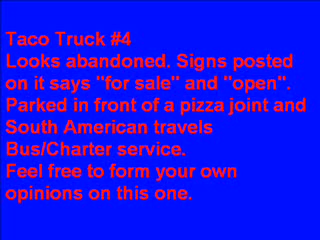 Taco Truck #4
Looks abandoned. Signs posted
on it says "for sale" and "open".
Parked in front of a pizza joint and
South American travels
Bus/Charter service.
Feel free to form your own
opinions on this one.